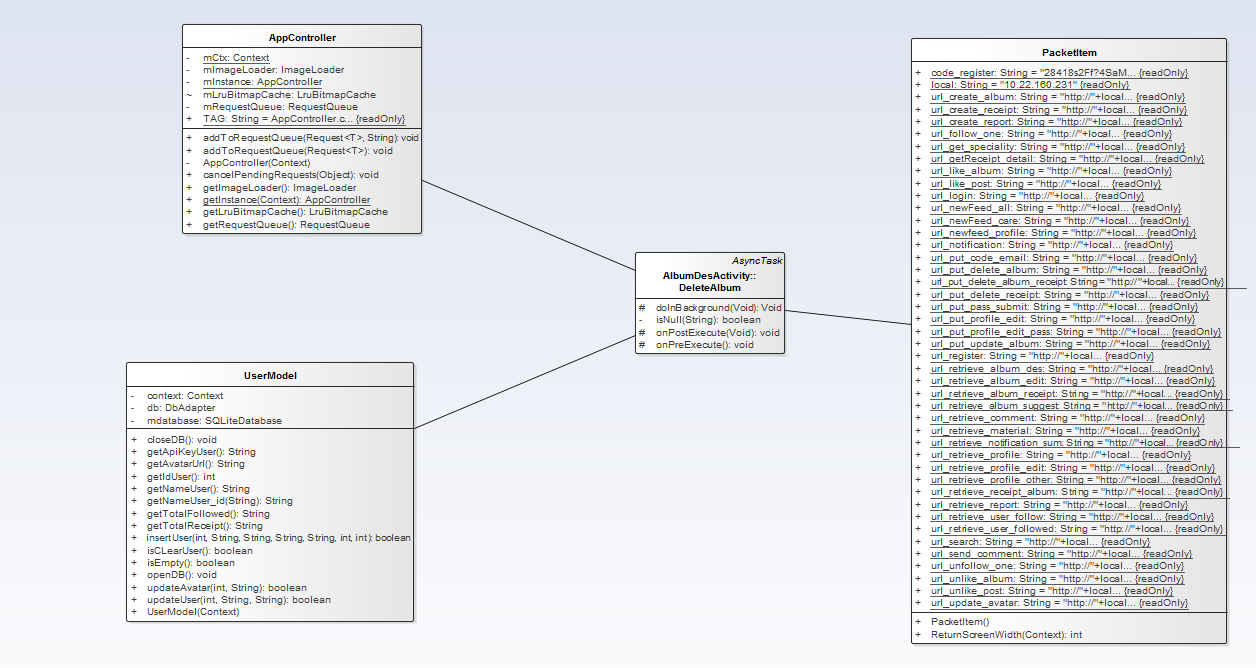 AppController
- mCtx: Context
- mImageLoader: ImageLoader
- mInstance: AppController
~ mLruBitmapCache: LruBitmapCache
- mRequestQueue: RequestQueue
+ TAG: String = AppController.c... {readOnly}
+ addToRequestQueue(Request<T>, String): void
+ addToRequestQueue(Request<T>): void
- AppController(Context)
+ cancelPendingRequests(Object): void
+ getImageLoader(): ImageLoader
+ getInstance(Context): AppController
+ getLruBitmapCache(): LruBitmapCache
+ getRequestQueue(): RequestQueue
UserModel
- context: Context
- db: DbAdapter
- mdatabase: SQLiteDatabase
+ closeDB(): void
+ getApiKeyUser(): String
+ getAvatarUrl(): String
+ getIdUser(): int
+ getNameUser(): String
+ getNameUser_id(String): String
+ getTotalFollowed(): String
+ getTotalReceipt(): String
+ insertUser(int, String, String, String, String, int, int): boolean
+ isCLearUser(): boolean
+ isEmpty(): boolean
+ openDB(): void
+ updateAvatar(int, String): boolean
+ updateUser(int, String, String): boolean
+ UserModel(Context)
AsyncTask
AlbumDesActivity::
DeleteAlbum
# doInBackground(Void): Void
- isNull(String): boolean
# onPostExecute(Void): void
# onPreExecute(): void
PacketItem
+ code_register: String = "28418s2Ff?4SaM... {readOnly}
+ local: String = "10.22.160.231" {readOnly}
+ url_create_album: String = "http://"+local... {readOnly}
+ url_create_receipt: String = "http://"+local... {readOnly}
+ url_create_report: String = "http://"+local... {readOnly}
+ url_follow_one: String = "http://"+local... {readOnly}
+ url_get_speciality: String = "http://"+local... {readOnly}
+ url_getReceipt_detail: String = "http://"+local... {readOnly}
+ url_like_album: String = "http://"+local... {readOnly}
+ url_like_post: String = "http://"+local... {readOnly}
+ url_login: String = "http://"+local... {readOnly}
+ url_newFeed_all: String = "http://"+local... {readOnly}
+ url_newFeed_care: String = "http://"+local... {readOnly}
+ url_newfeed_profile: String = "http://"+local... {readOnly}
+ url_notification: String = "http://"+local... {readOnly}
+ url_put_code_email: String = "http://"+local... {readOnly}
+ url_put_delete_album: String = "http://"+local... {readOnly}
+ url_put_delete_album_receipt: String = "http://"+local... {readOnly}
+ url_put_delete_receipt: String = "http://"+local... {readOnly}
+ url_put_pass_submit: String = "http://"+local... {readOnly}
+ url_put_profile_edit: String = "http://"+local... {readOnly}
+ url_put_profile_edit_pass: String = "http://"+local... {readOnly}
+ url_put_update_album: String = "http://"+local... {readOnly}
+ url_register: String = "http://"+local... {readOnly}
+ url_retrieve_album_des: String = "http://"+local... {readOnly}
+ url_retrieve_album_edit: String = "http://"+local... {readOnly}
+ url_retrieve_album_receipt: String = "http://"+local... {readOnly}
+ url_retrieve_album_suggest: String = "http://"+local... {readOnly}
+ url_retrieve_comment: String = "http://"+local... {readOnly}
+ url_retrieve_material: String = "http://"+local... {readOnly}
+ url_retrieve_notification_sum: String = "http://"+local... {readOnly}
+ url_retrieve_profile: String = "http://"+local... {readOnly}
+ url_retrieve_profile_edit: String = "http://"+local... {readOnly}
+ url_retrieve_profile_other: String = "http://"+local... {readOnly}
+ url_retrieve_receipt_album: String = "http://"+local... {readOnly}
+ url_retrieve_report: String = "http://"+local... {readOnly}
+ url_retrieve_user_follow: String = "http://"+local... {readOnly}
+ url_retrieve_user_followed: String = "http://"+local... {readOnly}
+ url_search: String = "http://"+local... {readOnly}
+ url_send_comment: String = "http://"+local... {readOnly}
+ url_unfollow_one: String = "http://"+local... {readOnly}
+ url_unlike_album: String = "http://"+local... {readOnly}
+ url_unlike_post: String = "http://"+local... {readOnly}
+ url_update_avatar: String = "http://"+local... {readOnly}
+ PacketItem()
+ ReturnScreenWidth(Context): int